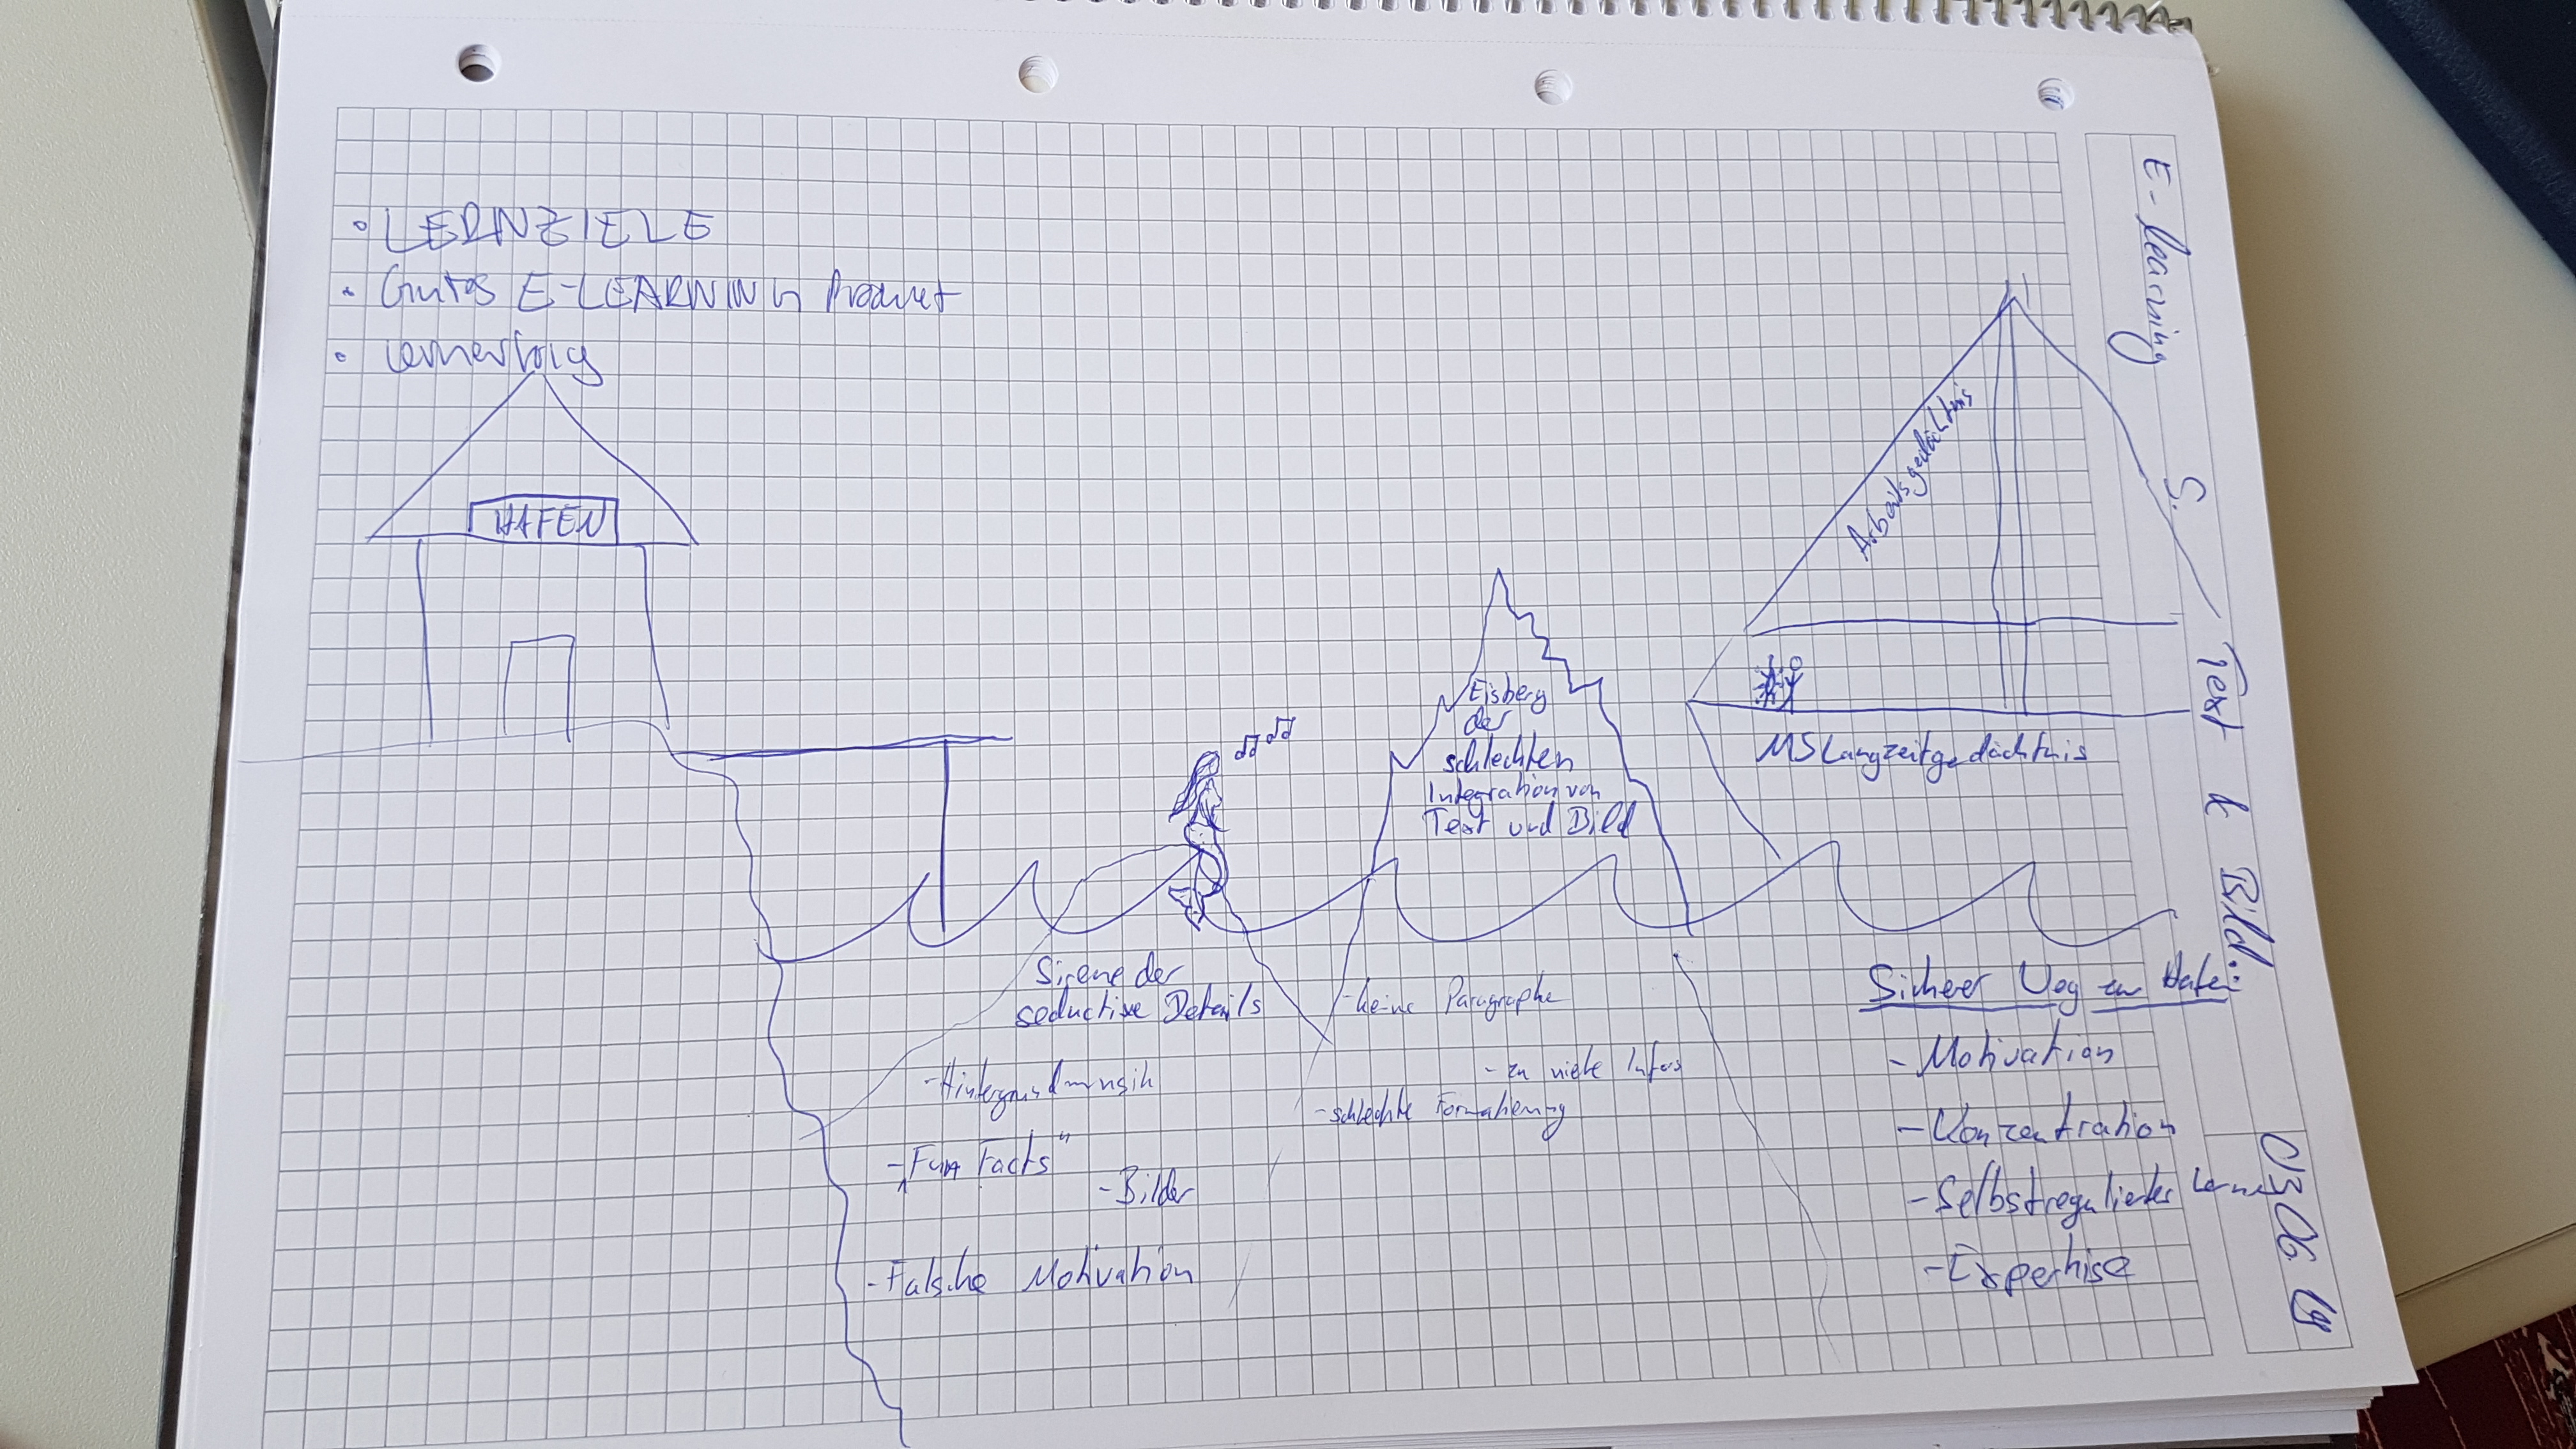 E-learning
Text & Bild
• LERNZIELE
• Gutes E-LEARNING Produkt
• Lernerfolg
HAFEN
Arbeitsgedächtnis
MS Langzeitgedächtnis
Eisberg
der
schlechten
Integration von
Text und Bild
Sirene der
seductive Details
- Hintergrundmusik
- „Fun Facts“
- Bilder
- Falsche Motivation
- keine Paragraphe
- zu viele Infos
- schlechte Formatierung
Sicherer Weg zu Hafen:
- Motivation
- Konzentration
- Selbstreguliertes Lernen
- Expertise